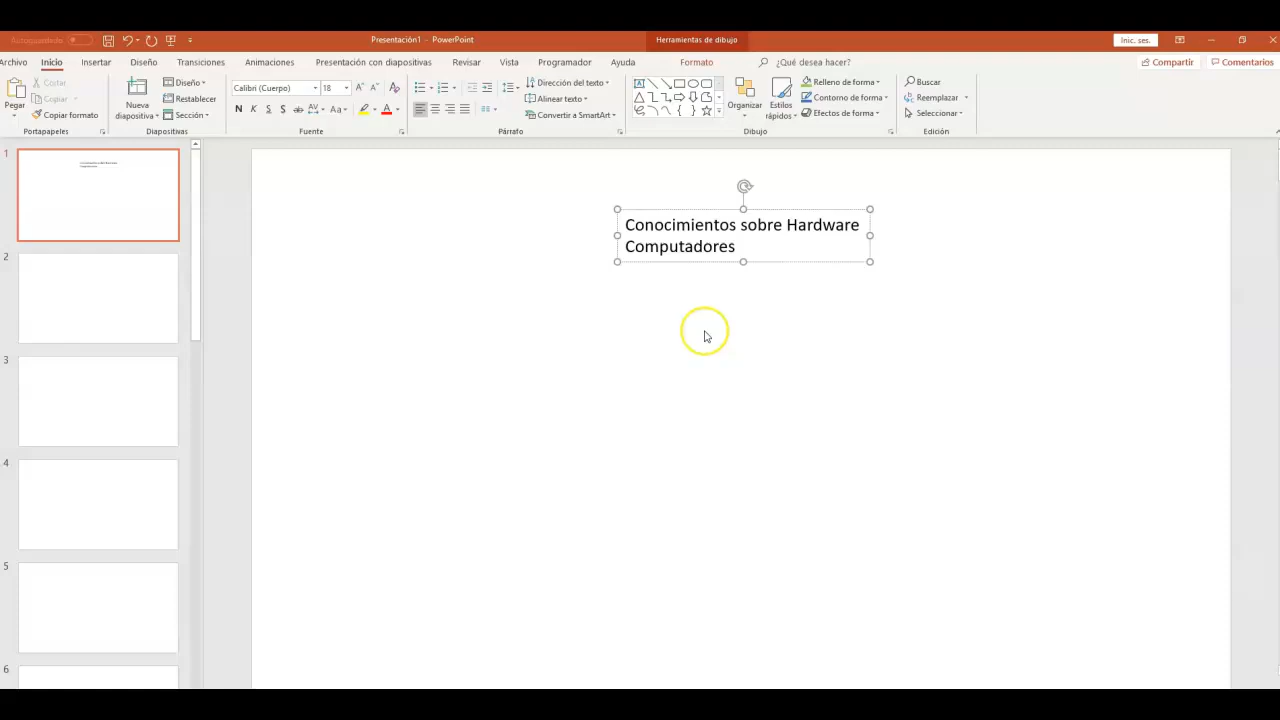 Autoguardado
Presentación1 - PowerPoint
Herramientas de dibujo
Inic. ses.
Archivo Inicio Insertar Diseño Transiciones Animaciones Presentación con diapositivas Revisar Vista Programador Ayuda Formato ¿Qué desea hacer? Compartir Comentarios
Pegar
Cortar
Copiar
Copiar formato
Portapapeles
Nueva
diapositiva
Diseño
Restablecer
Sección
Diapositivas
Calibri (Cuerpo) 18
N K S S ab AV Aa A
Fuente
Dirección del texto
Alinear texto
Convertir a SmartArt
Párrafo
Organizar
Estilos
rápidos
Relleno de forma
Contorno de forma
Efectos de forma
Dibujo
Buscar
Reemplazar
Seleccionar
Edición
1
2
3
4
5
6
Conocimientos sobre Hardware
Computadores